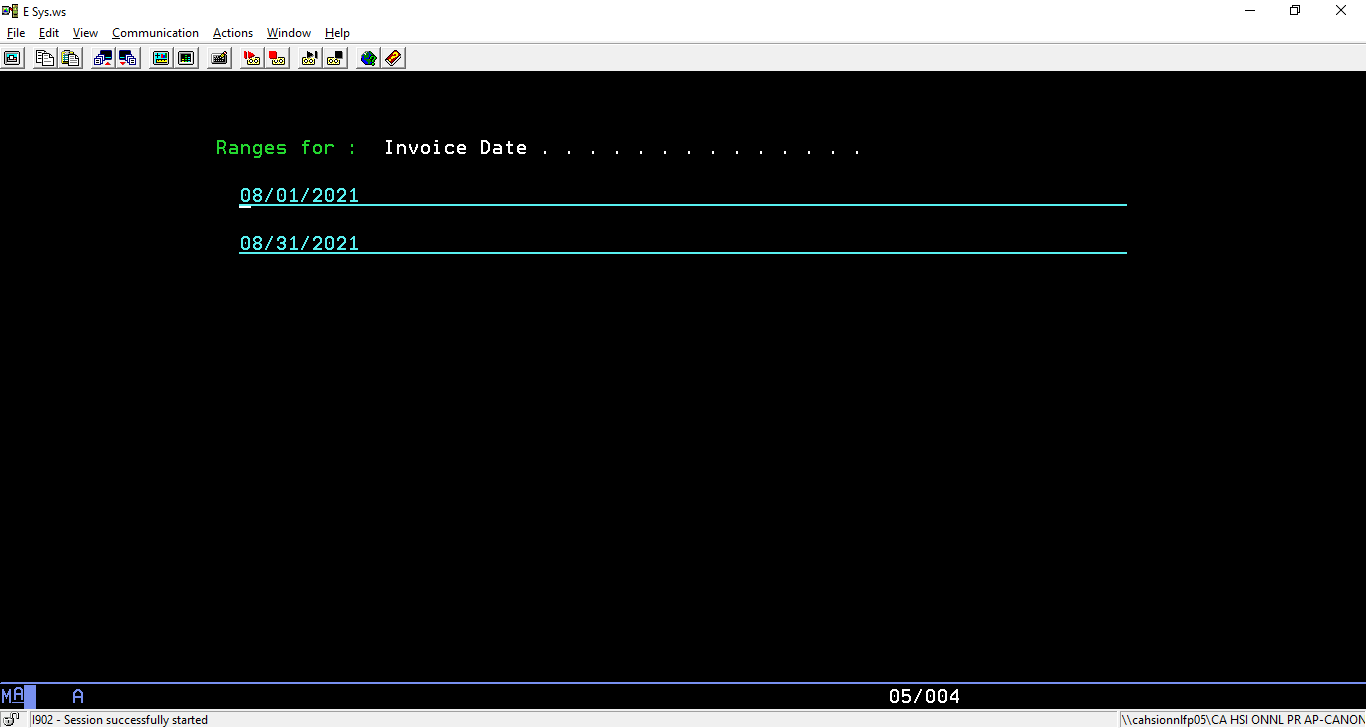 E Sys.ws
File Edit View Communication Actions Window Help
Ranges for : Invoice Date . . . . . . . . . . . . . .
08/01/2021
08/31/2021
MA A 05/004
I902 - Session successfully started \\cahsionnlfp05\CA HSI ONNL PR AP-CANON